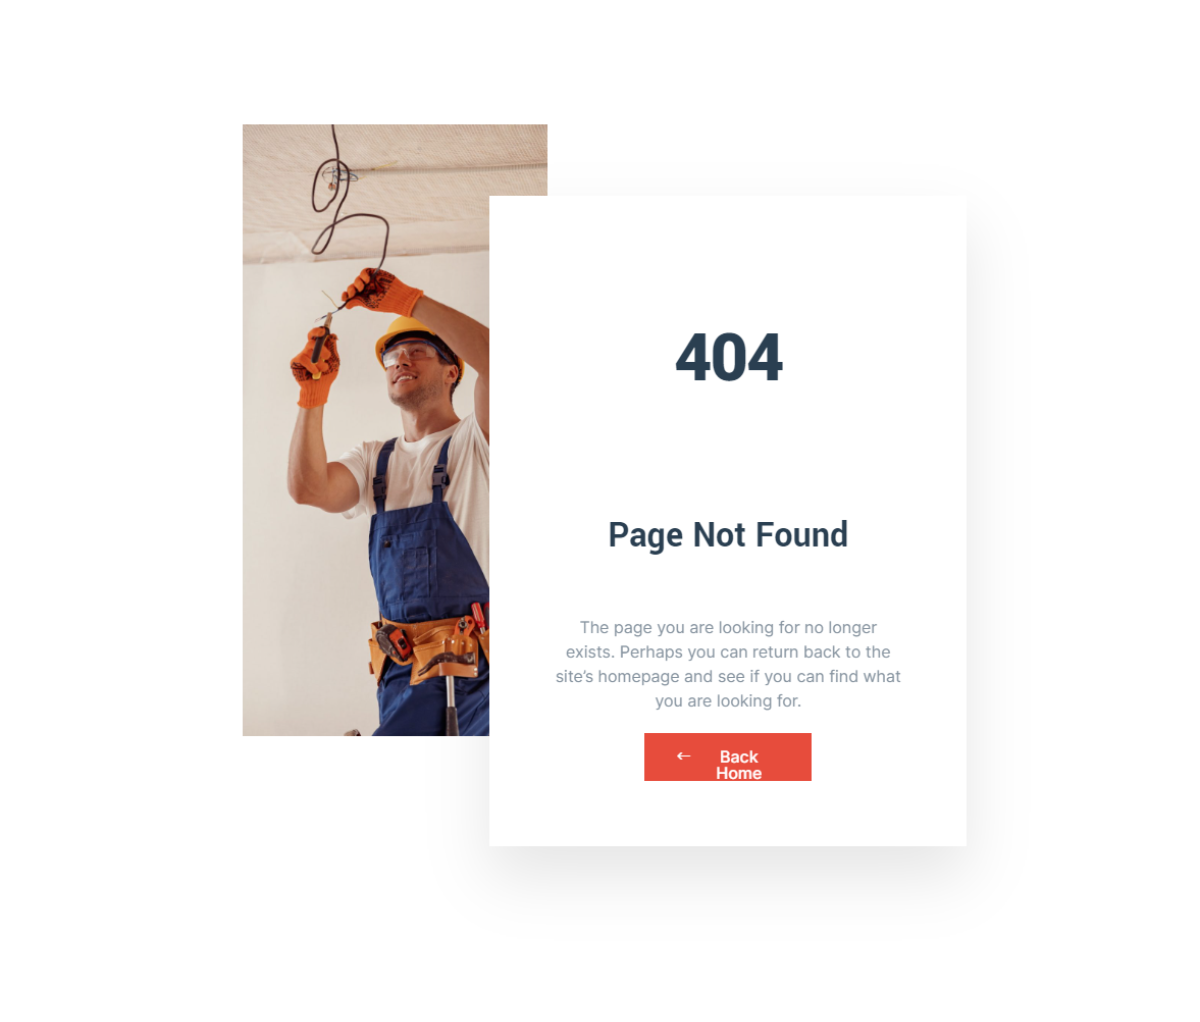 404
Page Not Found
The page you are looking for no longer
exists. Perhaps you can return back to the
site’s homepage and see if you can find what
you are looking for.
← Back
Home